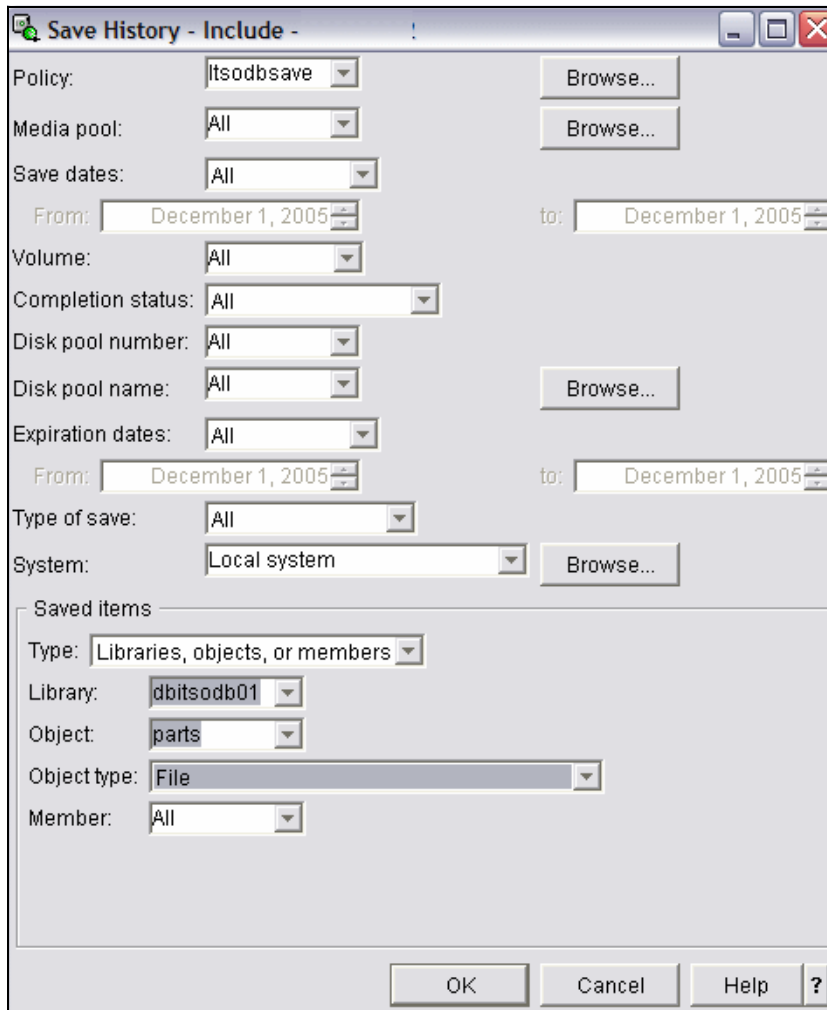 Save History - Include -
Policy: Itsodbsave Browse...
Media pool: All Browse...
Save dates: All
From: December 1, 2005 to: December 1, 2005
Volume: All
Completion status: All
Disk pool number: All
Disk pool name: All Browse...
Expiration dates: All
From: December 1, 2005 to: December 1, 2005
Type of save: All
System: Local system Browse...
Saved items
Type: Libraries, objects, or members
Library: dbitsodb01
Object: parts
Object type: File
Member: All
OK Cancel Help ?